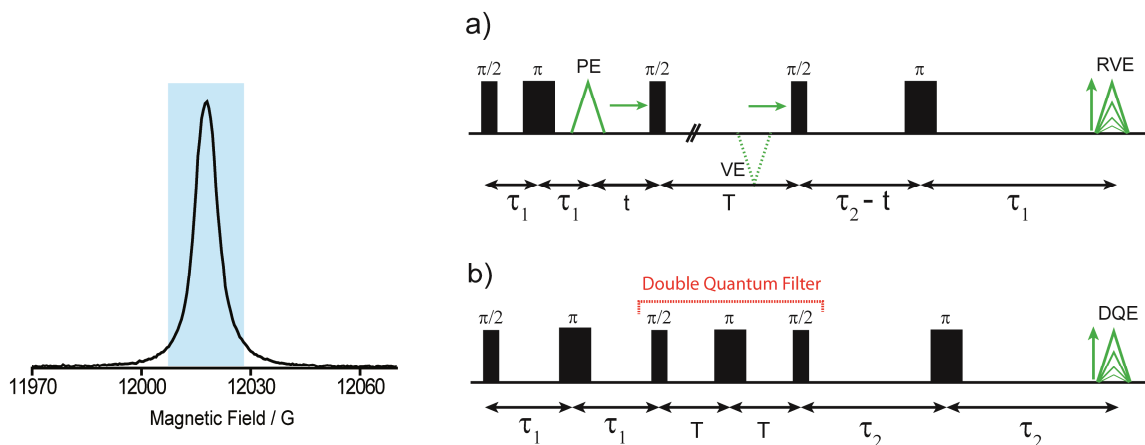 11970 12000 12030 12060
Magnetic Field / G
a)
π/2 π PE π/2 π/2 π RVE
VE
τ1 τ1 t T τ2 - t τ1
b)
Double Quantum Filter
π/2 π π/2 π π/2 π DQE
τ1 τ1 T T τ2 τ2